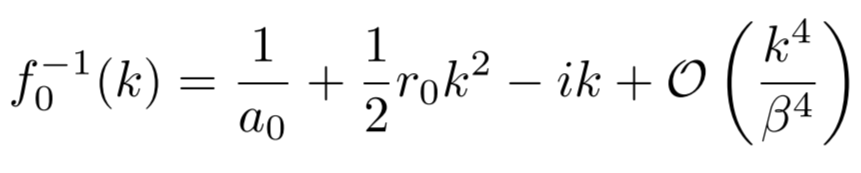 f_0^{-1}(k) = \frac{1}{a_0} + \frac{1}{2} r_0 k^2 - ik + \mathcal{O}\left(\frac{k^4}{\beta^4}\right)